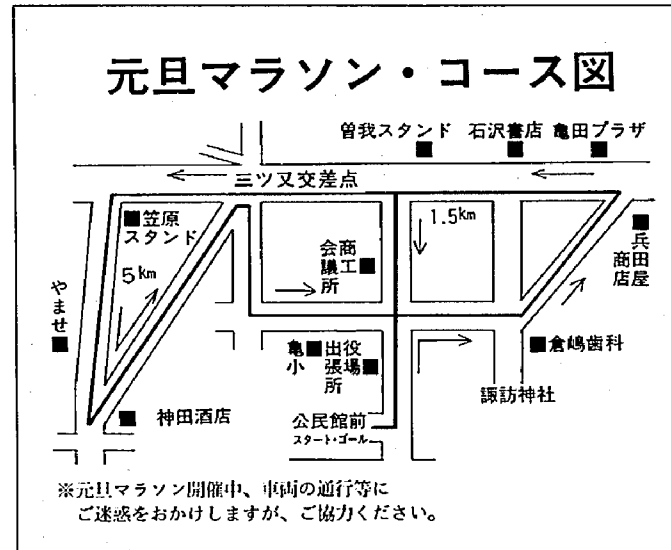 元旦マラソン・コース図
曽我スタンド
石沢書店
亀田プラザ
三ツ又交差点
笠原
スタンド
1.5km
5km
商工
会議所
兵田屋
商店
やませ
亀小
役場
出張所
倉嶋歯科
諏訪神社
神田酒店
公民館前
スタート・ゴール
※元旦マラソン開催中、車両の通行等に
ご迷惑をおかけしますが、ご協力ください。